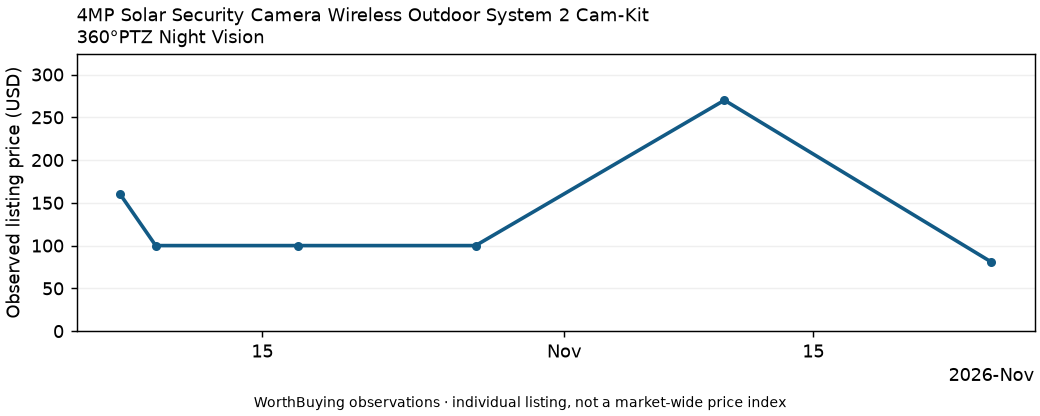 4MP Solar Security Camera Wireless Outdoor System 2 Cam-Kit
360°PTZ Night Vision
Observed listing price (USD)
300
250
200
150
100
50
0
15
Nov
15
2026-Nov
WorthBuying observations · individual listing, not a market-wide price index